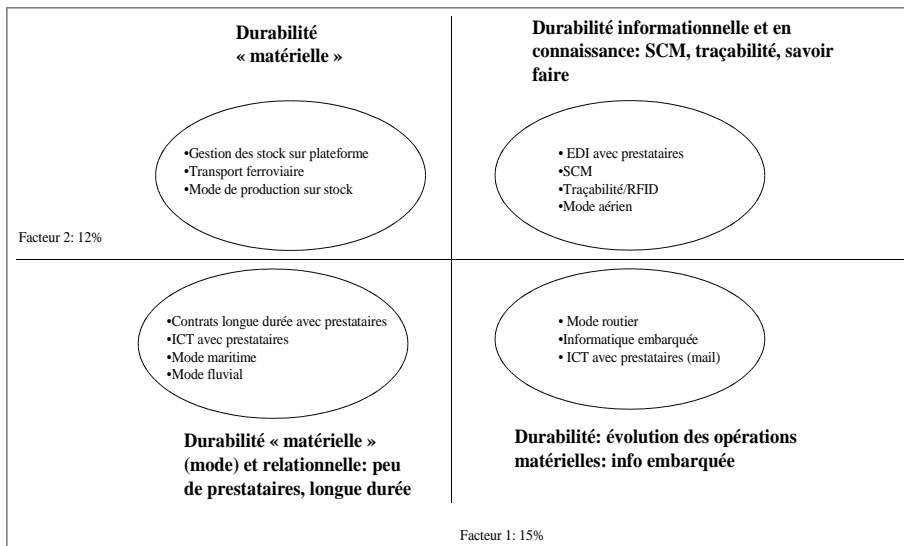 Durabilité
« matérielle »
Durabilité informationnelle et en
connaissance: SCM, traçabilité, savoir
faire
•Gestion des stock sur plateforme
•Transport ferroviaire
•Mode de production sur stock
• EDI avec prestataires
•SCM
•Traçabilité/RFID
•Mode aérien
Facteur 2: 12%
•Contrats longue durée avec prestataires
•ICT avec prestataires
•Mode maritime
•Mode fluvial
• Mode routier
•Informatique embarquée
• ICT avec prestataires (mail)
Durabilité « matérielle »
(mode) et relationnelle: peu
de prestataires, longue durée
Durabilité: évolution des opérations
matérielles: info embarquée
Facteur 1: 15%